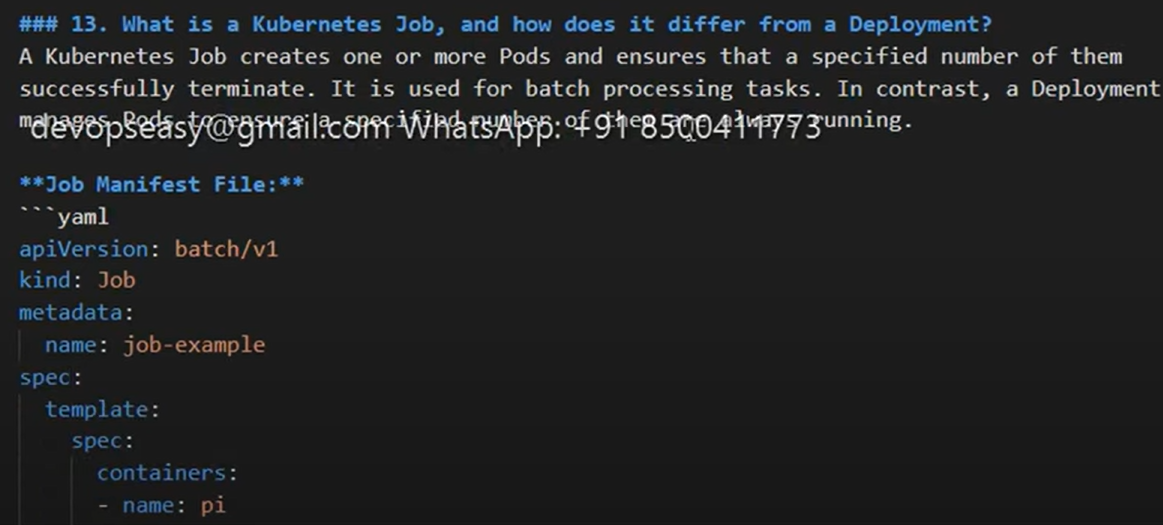 ### 13. What is a Kubernetes Job, and how does it differ from a Deployment?
A Kubernetes Job creates one or more Pods and ensures that a specified number of them
successfully terminate. It is used for batch processing tasks. In contrast, a Deployment
manages Pods to ensure a specified number of them are always running.
devopseasy@gmail.com WhatsApp: +91 8500411773
**Job Manifest File:**
```yaml
apiVersion: batch/v1
kind: Job
metadata:
name: job-example
spec:
template:
spec:
containers:
- name: pi